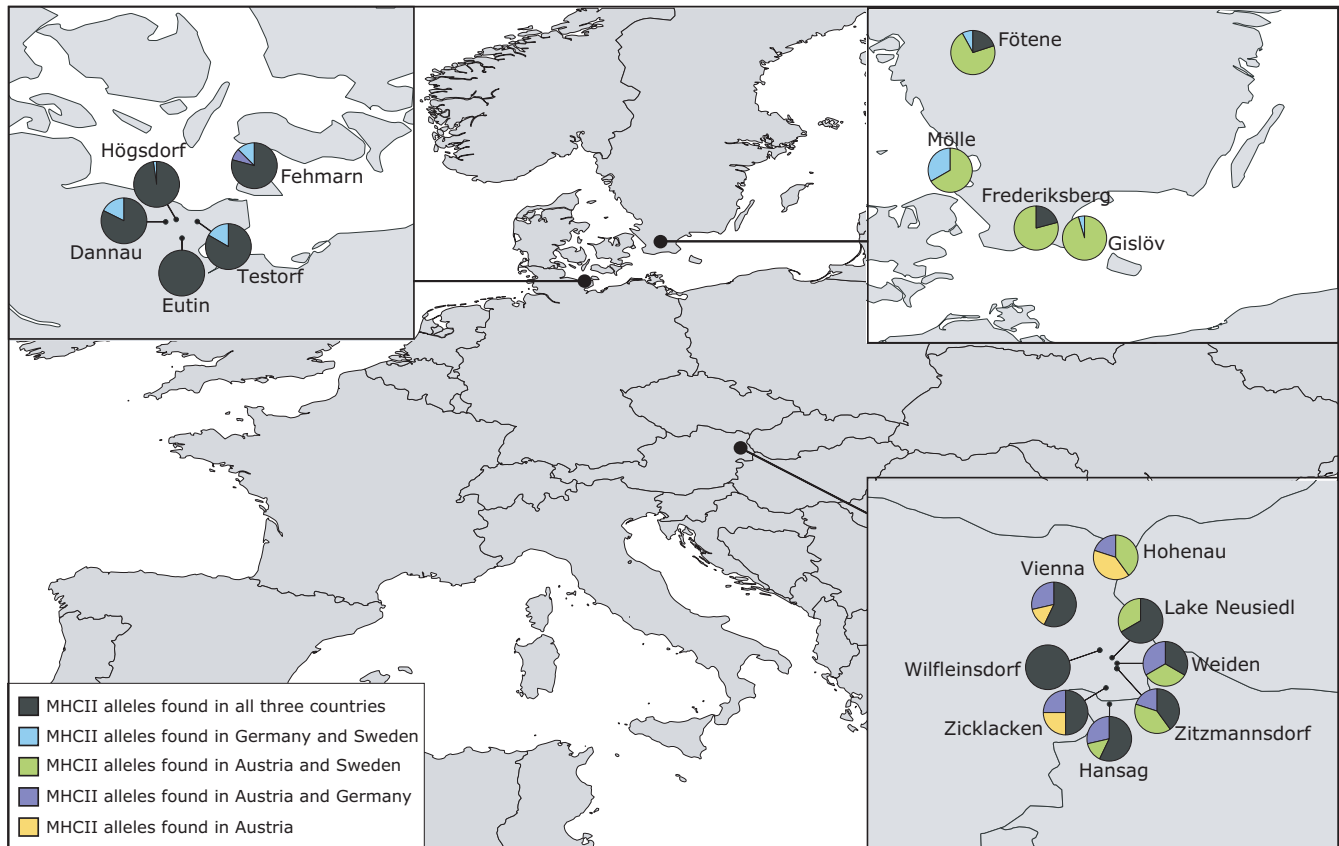 Högsdorf
Fehmarn
Dannau
Testorf
Eutin
Fötene
Mölle
Frederiksberg
Gislöv
Hohenau
Vienna
Lake Neusiedl
Wilfleinsdorf
Weiden
Zicklacken
Zitzmannsdorf
Hansag
MHCII alleles found in all three countries
MHCII alleles found in Germany and Sweden
MHCII alleles found in Austria and Sweden
MHCII alleles found in Austria and Germany
MHCII alleles found in Austria